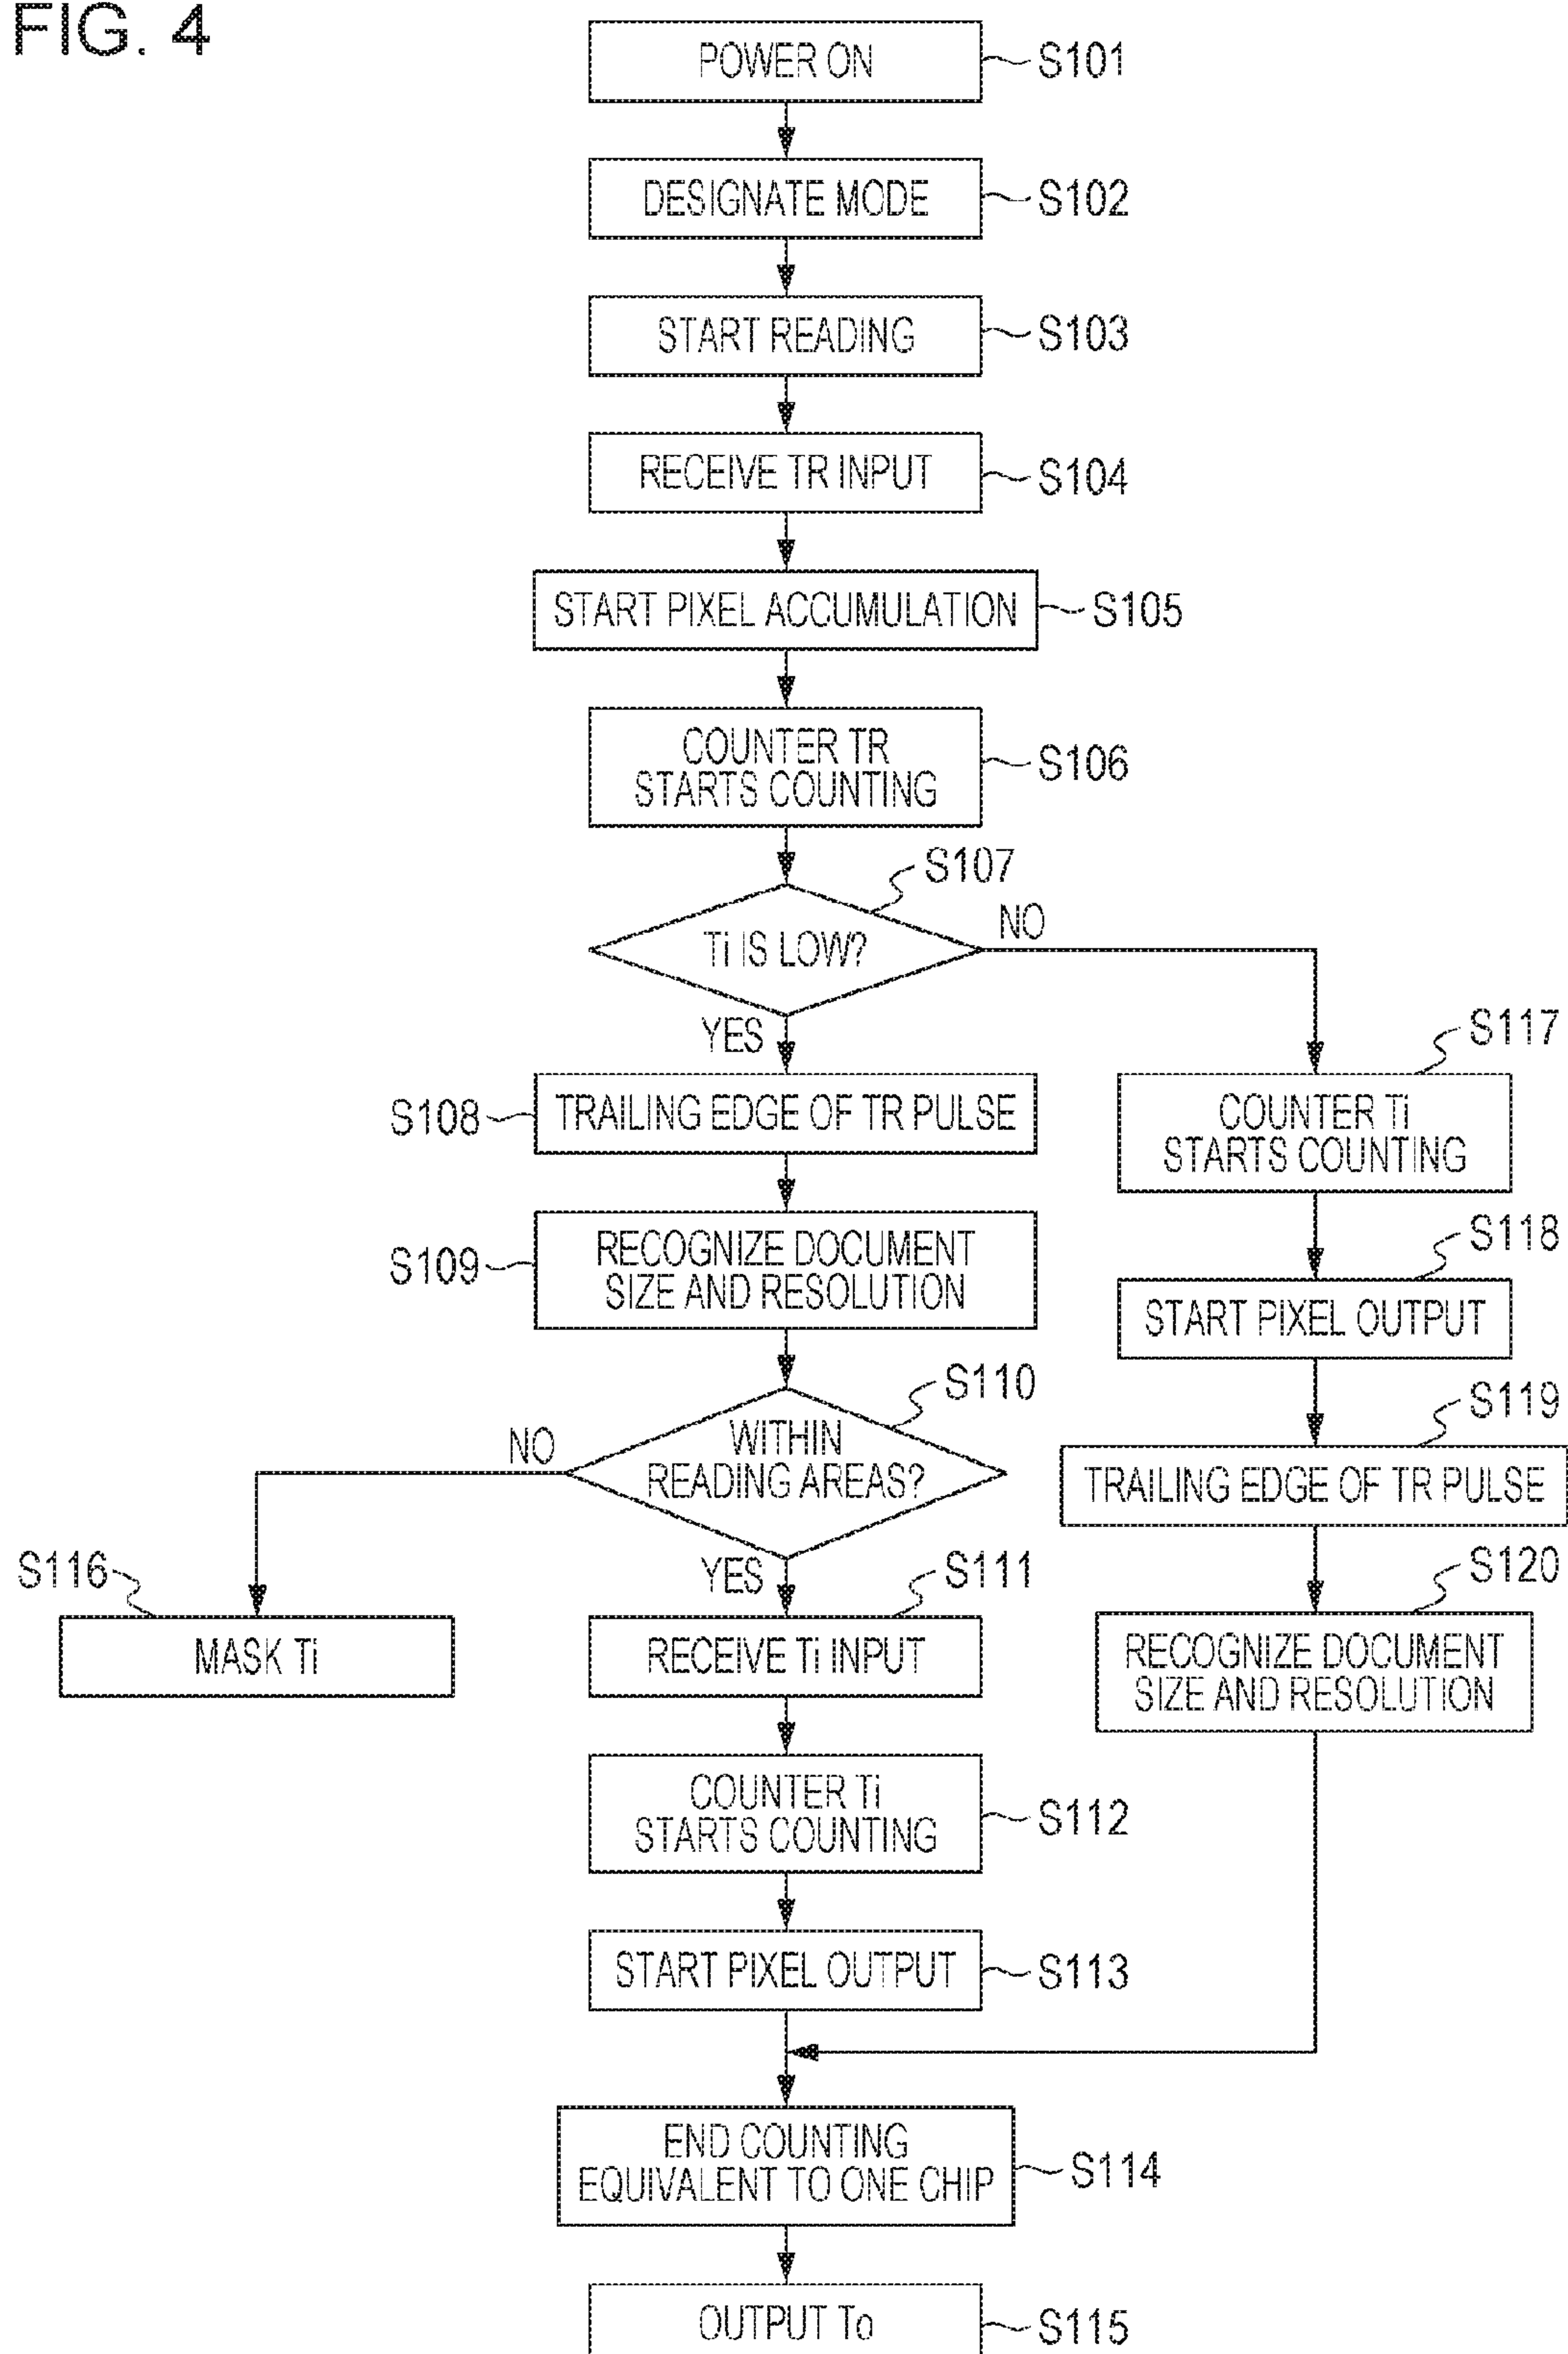 FIG. 4
POWER ON
S101
DESIGNATE MODE
S102
START READING
S103
RECEIVE TR INPUT
S104
START PIXEL ACCUMULATION
S105
COUNTER TR
STARTS COUNTING
S106
S107
Ti IS LOW?
NO
YES
S108
TRAILING EDGE OF TR PULSE
S109
RECOGNIZE DOCUMENT
SIZE AND RESOLUTION
S110
WITHIN
READING AREAS?
NO
YES
S116
MASK Ti
S111
RECEIVE Ti INPUT
COUNTER Ti
STARTS COUNTING
S112
START PIXEL OUTPUT
S113
S117
COUNTER Ti
STARTS COUNTING
S118
START PIXEL OUTPUT
S119
TRAILING EDGE OF TR PULSE
S120
RECOGNIZE DOCUMENT
SIZE AND RESOLUTION
END COUNTING
EQUIVALENT TO ONE CHIP
S114
OUTPUT To
S115